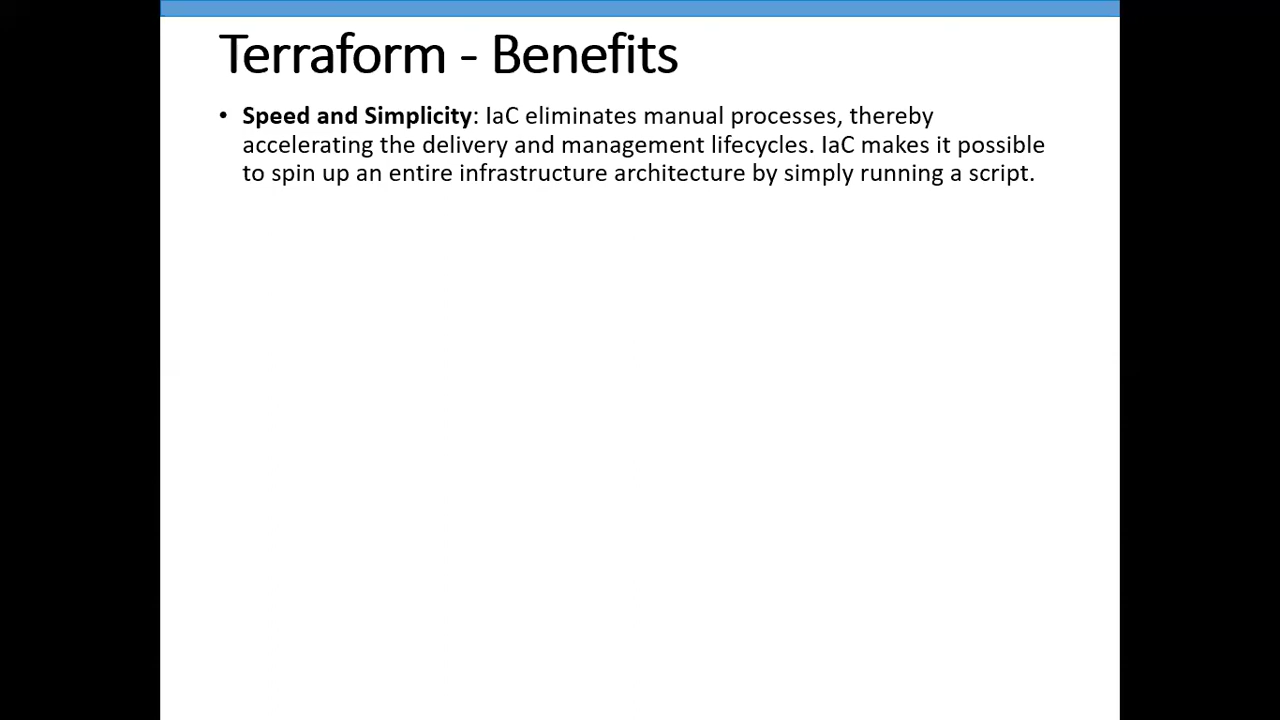 Terraform - Benefits
• Speed and Simplicity: IaC eliminates manual processes, thereby
accelerating the delivery and management lifecycles. IaC makes it possible
to spin up an entire infrastructure architecture by simply running a script.